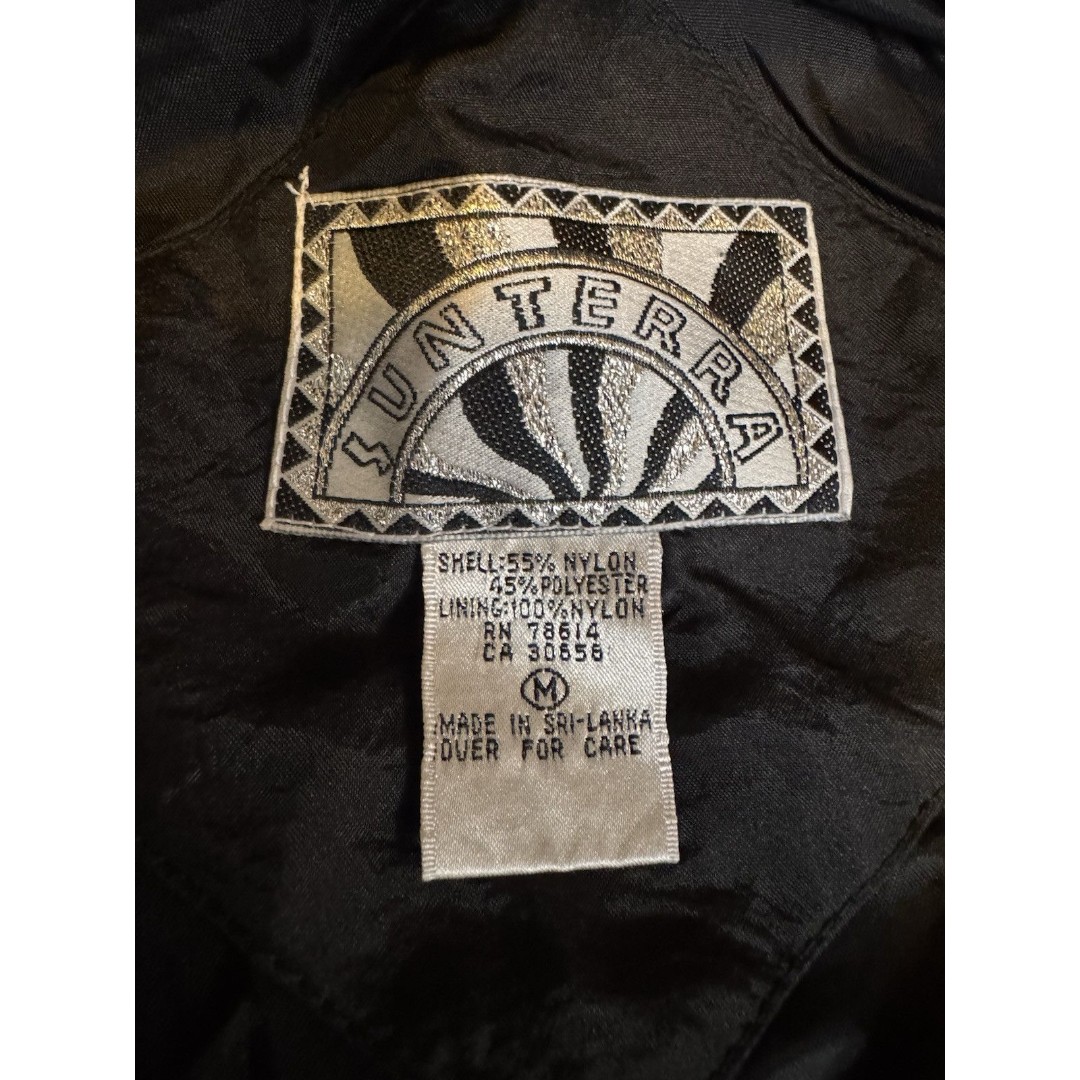 SUNTERRA
SHELL:55% NYLON
45%POLYESTER
LINING:100%NYLON
RN 78614
CA 30656
M
MADE IN SRI-LANKA
OVER FOR CARE